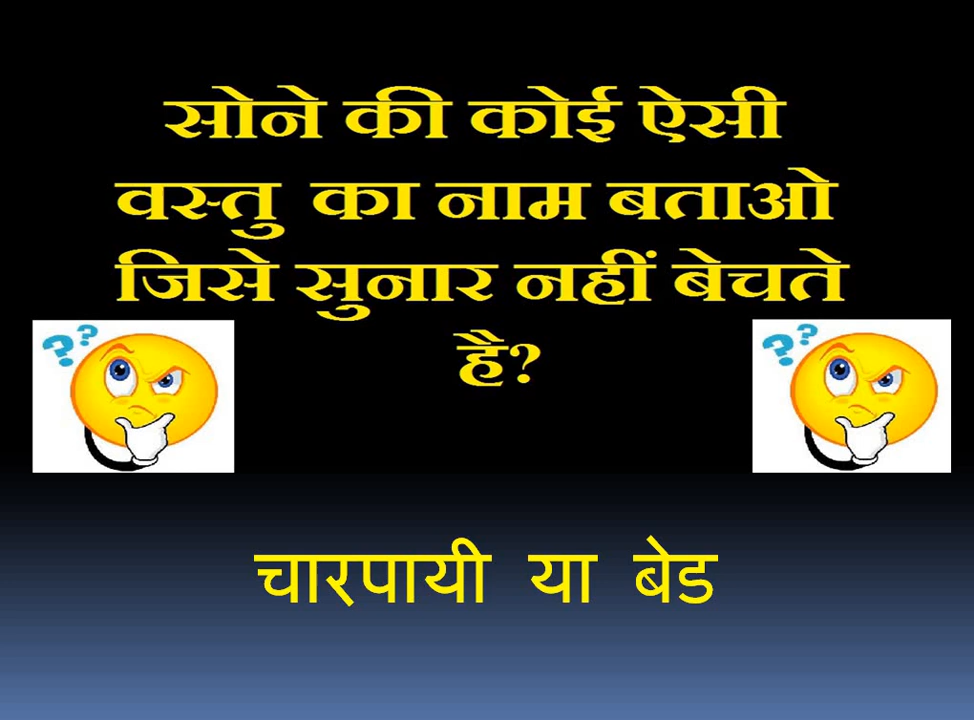 सोने की कोई ऐसी
वस्तु का नाम बताओ
जिसे सुनार नहीं बेचते
है?
??
??
चारपायी या बेड